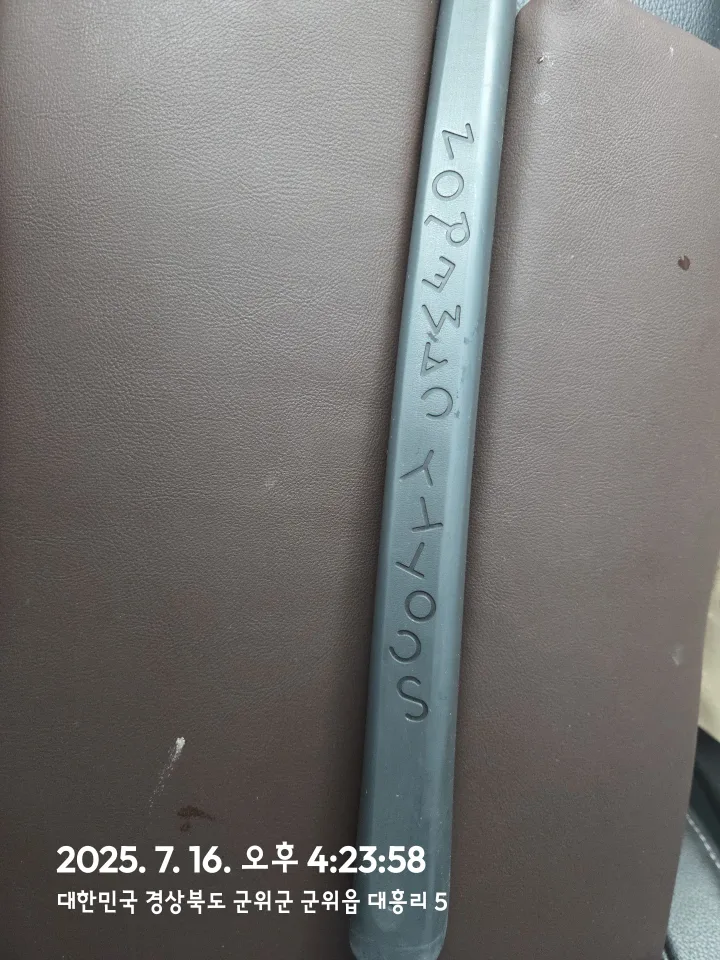 SCOTTY CAMERON
2025. 7. 16. 오후 4:23:58
대한민국 경상북도 군위군 군위읍 대흥리 5